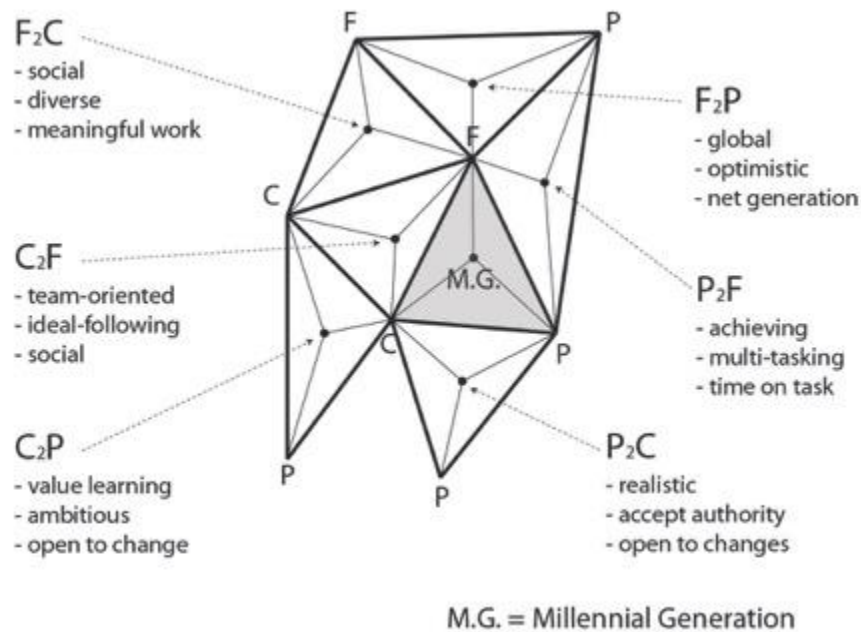 F₂C
- social
- diverse
- meaningful work
F
P
F₂P
- global
- optimistic
- net generation
F
C
C₂F
- team-oriented
- ideal-following
- social
M.G.
P₂F
- achieving
- multi-tasking
- time on task
C
P
C₂P
- value learning
- ambitious
- open to change
P
P
P₂C
- realistic
- accept authority
- open to changes
M.G. = Millennial Generation